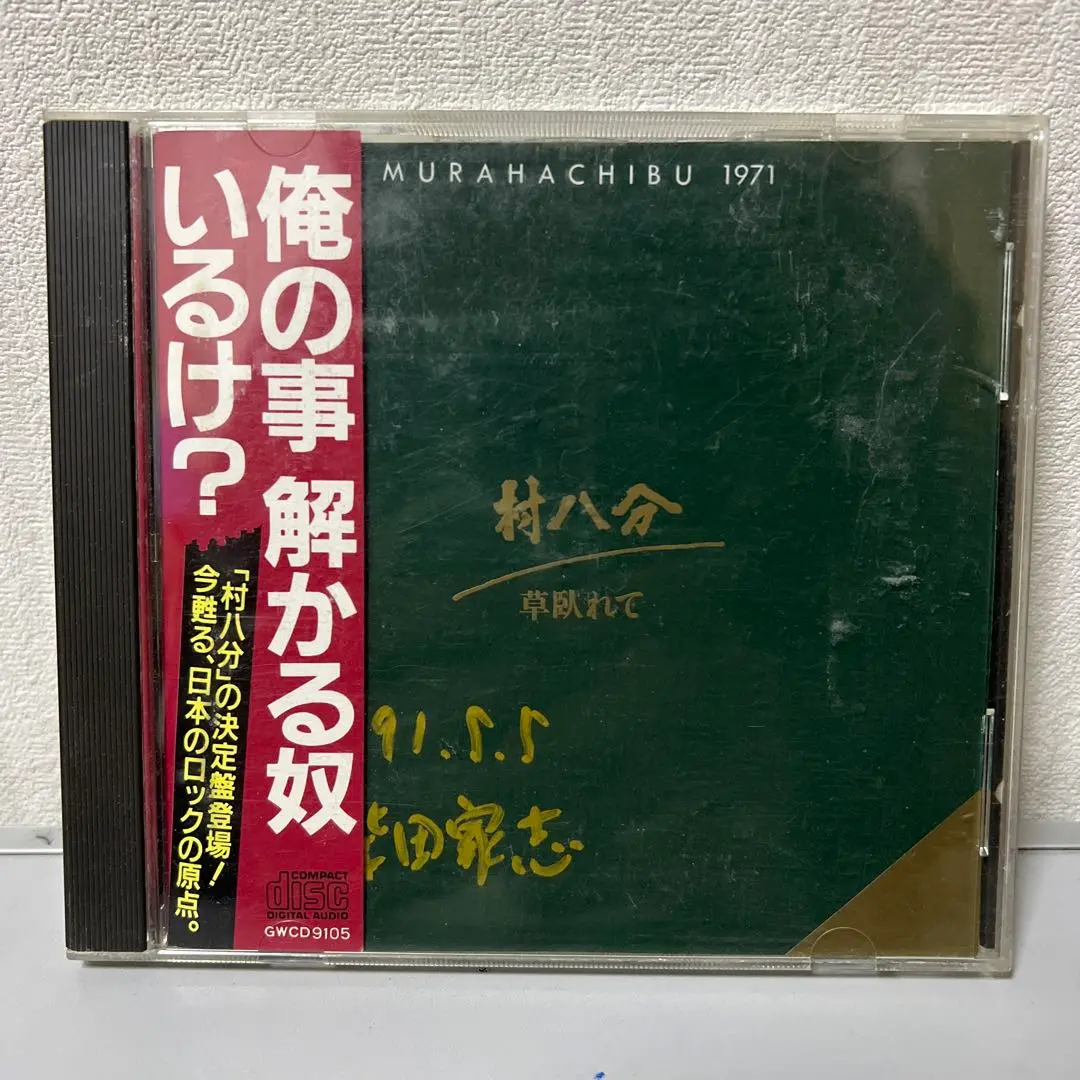 俺の事 解かる奴
いるけ?
「村八分」の決定盤登場!
今甦る、日本のロックの原点。
COMPACT
disc
DIGITAL AUDIO
GWCD9105
MURAHACHIBU 1971
村八分
草臥れて
91.5.5
田
志